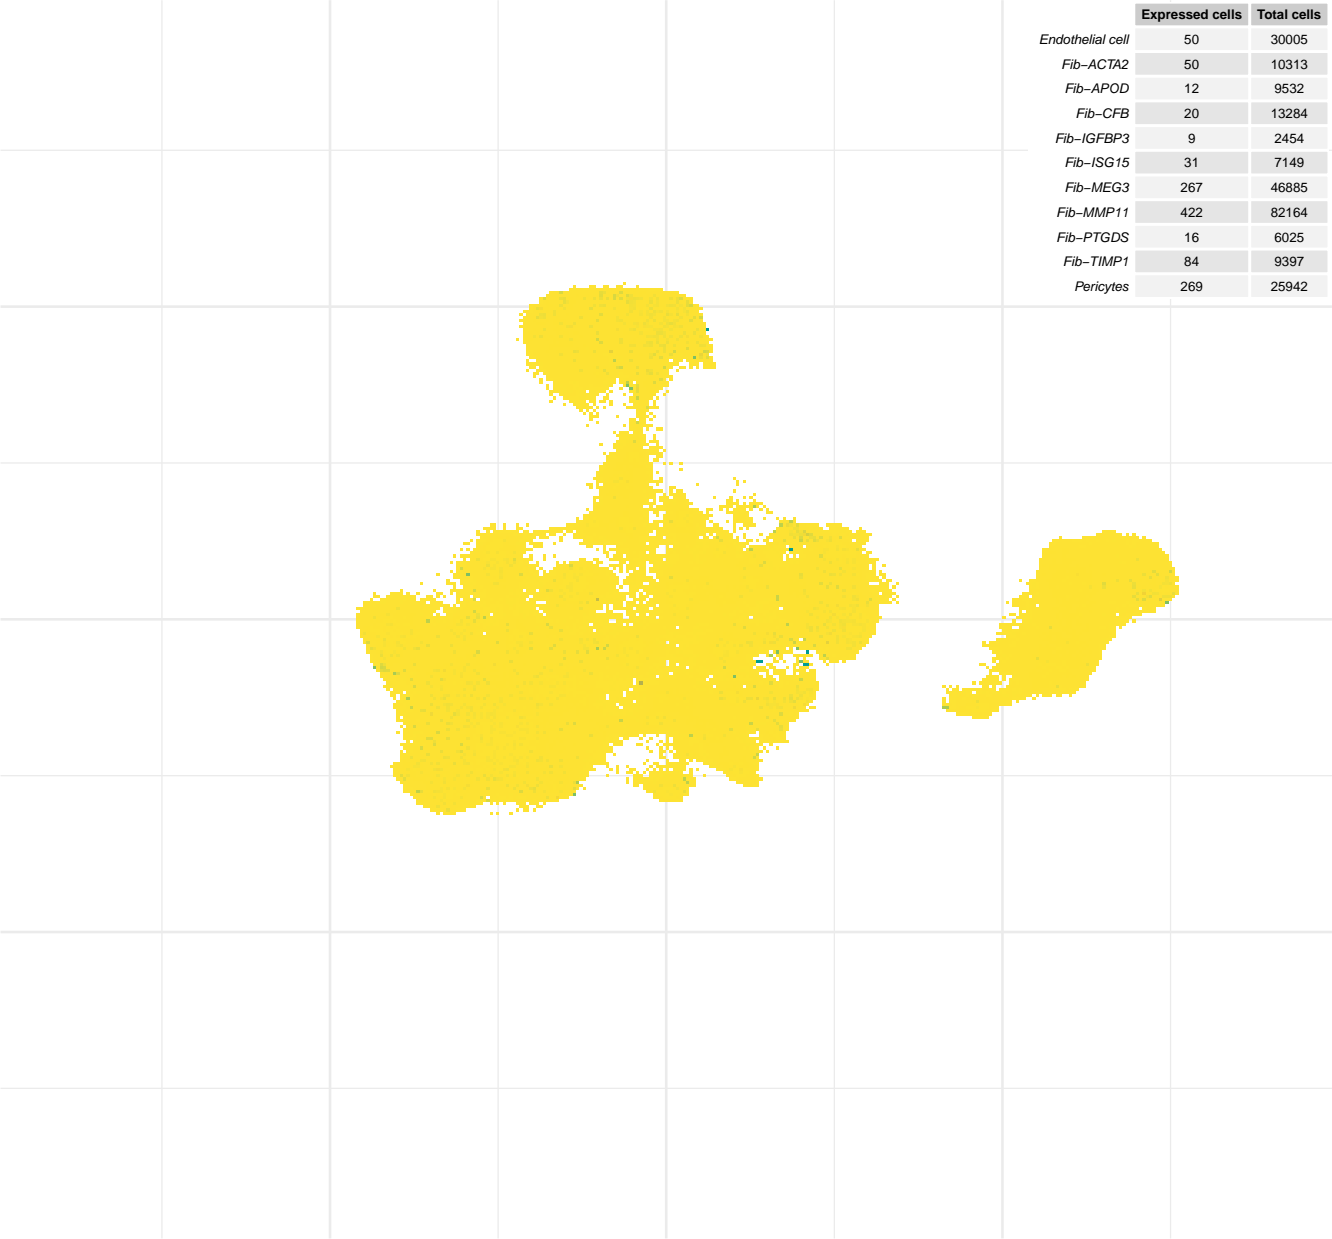 Expressed cells Total cells
Endothelial cell 50 30005
Fib−ACTA2 50 10313
Fib−APOD 12 9532
Fib−CFB 20 13284
Fib−IGFBP3 9 2454
Fib−ISG15 31 7149
Fib−MEG3 267 46885
Fib−MMP11 422 82164
Fib−PTGDS 16 6025
Fib−TIMP1 84 9397
Pericytes 269 25942